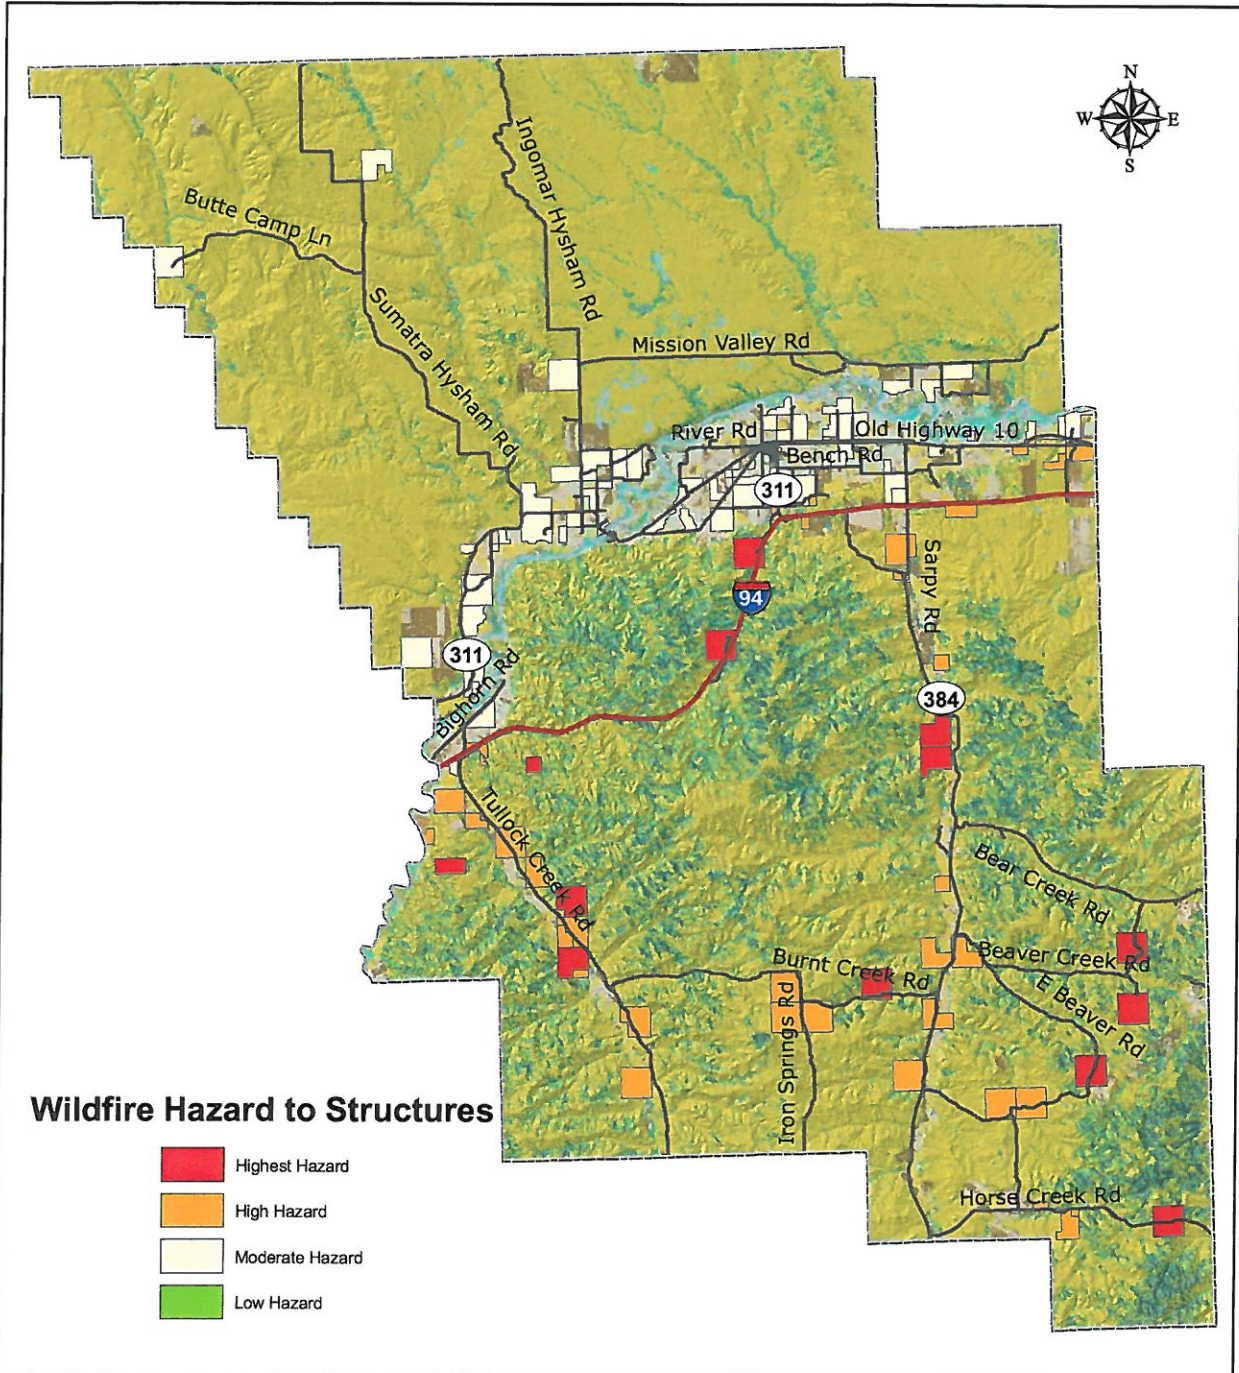 N
W E
S
Ingomar Hysham Rd
Butte Camp Ln
Sumatra Hysham Rd
Mission Valley Rd
River Rd
Old Highway 10
Bench Rd
311
Sarpy Rd
94
311
Bighorn Rd
384
Tullock Creek Rd
Bear Creek Rd
Burnt Creek Rd
Beaver Creek Rd
E Beaver Rd
Iron Springs Rd
Horse Creek Rd
Wildfire Hazard to Structures
Highest Hazard
High Hazard
Moderate Hazard
Low Hazard